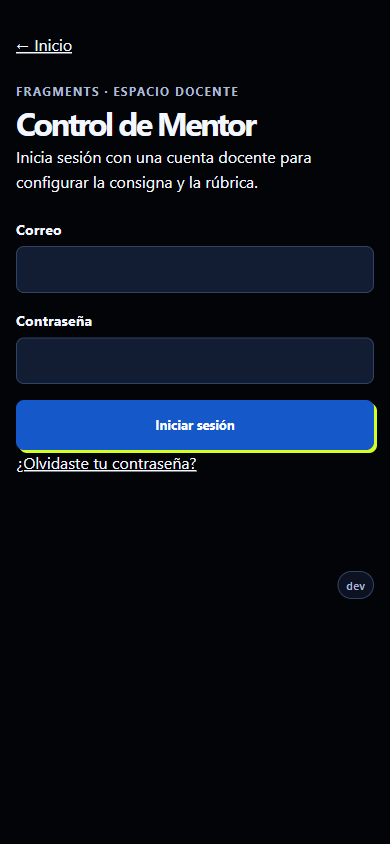 ← Inicio
FRAGMENTS · ESPACIO DOCENTE
Control de Mentor
Inicia sesión con una cuenta docente para
configurar la consigna y la rúbrica.
Correo
Contraseña
Iniciar sesión
¿Olvidaste tu contraseña?
dev